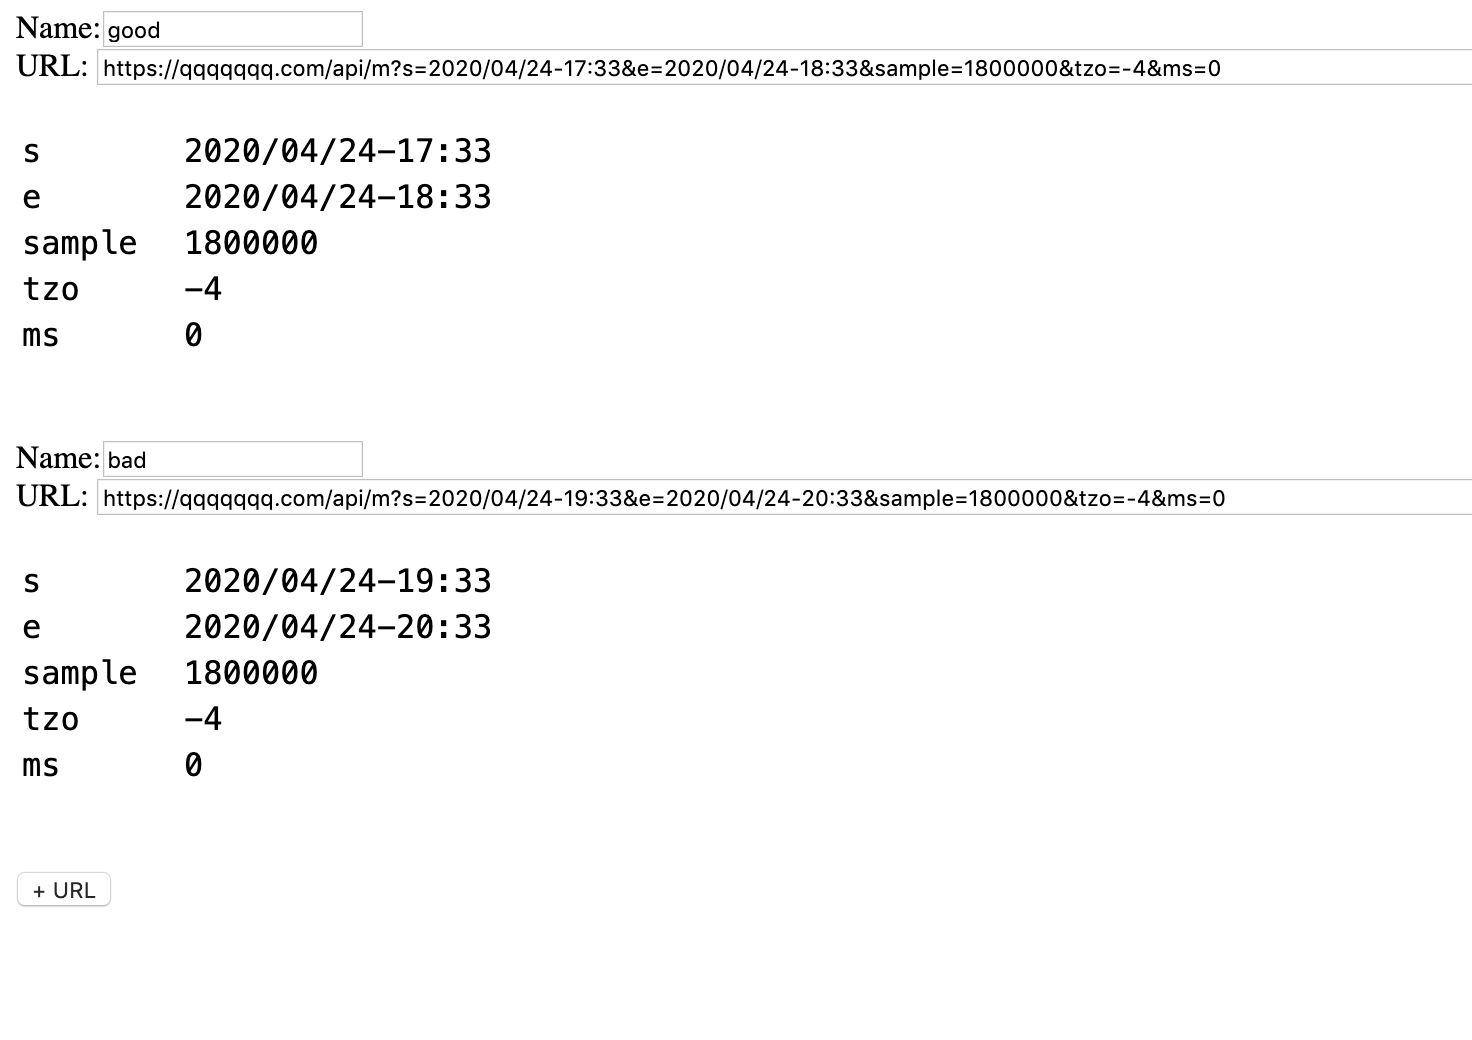 Name: good
URL: https://qqqqqqq.com/api/m?s=2020/04/24-17:33&e=2020/04/24-18:33&sample=1800000&tzo=-4&ms=0
s 2020/04/24-17:33
e 2020/04/24-18:33
sample 1800000
tzo -4
ms 0
Name: bad
URL: https://qqqqqqq.com/api/m?s=2020/04/24-19:33&e=2020/04/24-20:33&sample=1800000&tzo=-4&ms=0
s 2020/04/24-19:33
e 2020/04/24-20:33
sample 1800000
tzo -4
ms 0
+ URL